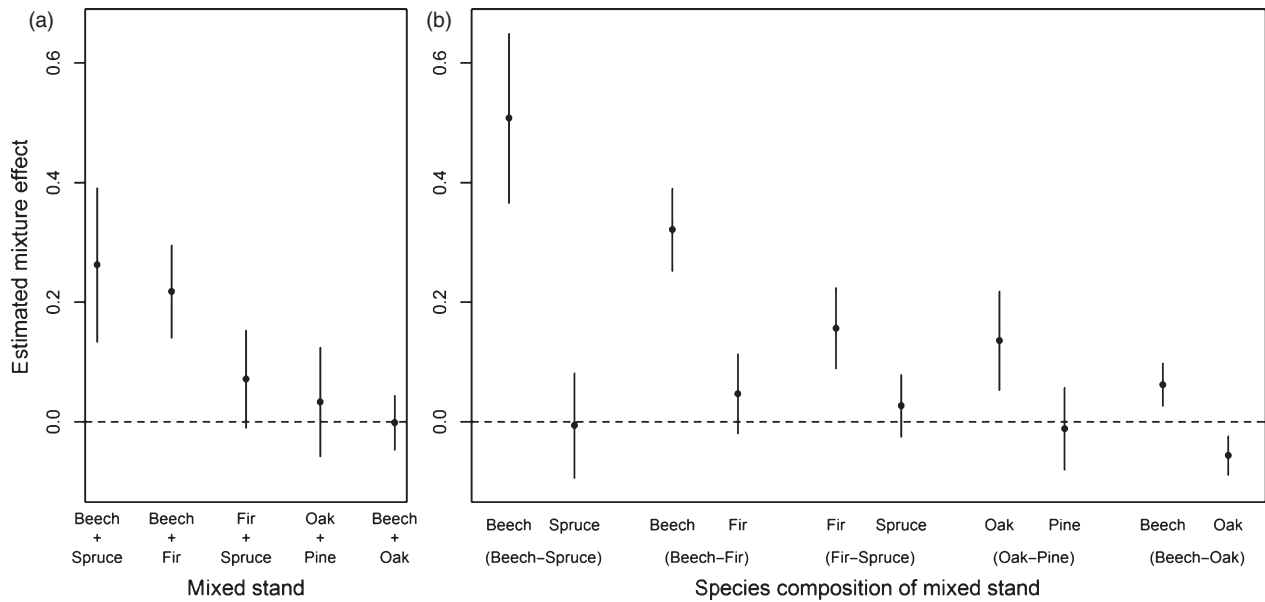 (a)
Estimated mixture effect
0.6
0.4
0.2
0.0
Beech + Spruce
Beech + Fir
Fir + Spruce
Oak + Pine
Beech + Oak
Mixed stand
(b)
0.6
0.4
0.2
0.0
Beech Spruce Beech Fir Fir Spruce Oak Pine Beech Oak
(Beech–Spruce) (Beech–Fir) (Fir–Spruce) (Oak–Pine) (Beech–Oak)
Species composition of mixed stand